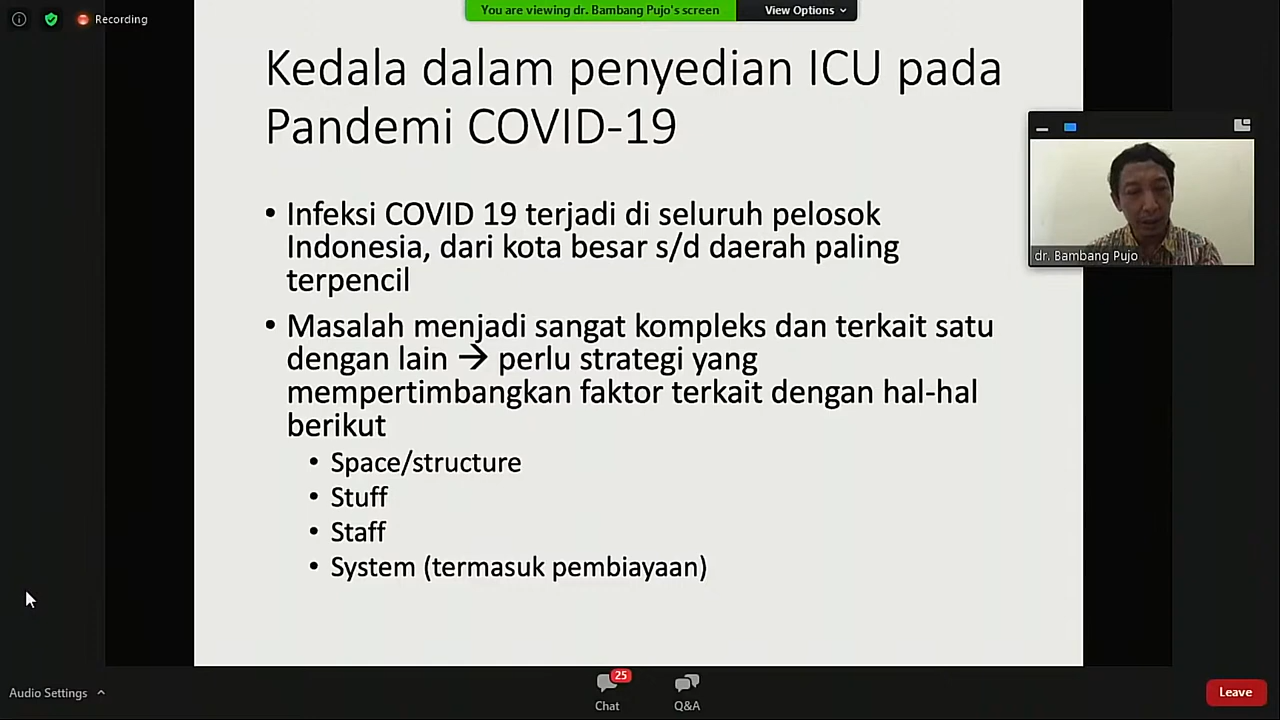 Recording
You are viewing dr. Bambang Pujo's screen
View Options
Kedala dalam penyedian ICU pada
Pandemi COVID-19
• Infeksi COVID 19 terjadi di seluruh pelosok
Indonesia, dari kota besar s/d daerah paling
terpencil
• Masalah menjadi sangat kompleks dan terkait satu
dengan lain → perlu strategi yang
mempertimbangkan faktor terkait dengan hal-hal
berikut
• Space/structure
• Stuff
• Staff
• System (termasuk pembiayaan)
dr. Bambang Pujo
Audio Settings
25
Chat
Q&A
Leave